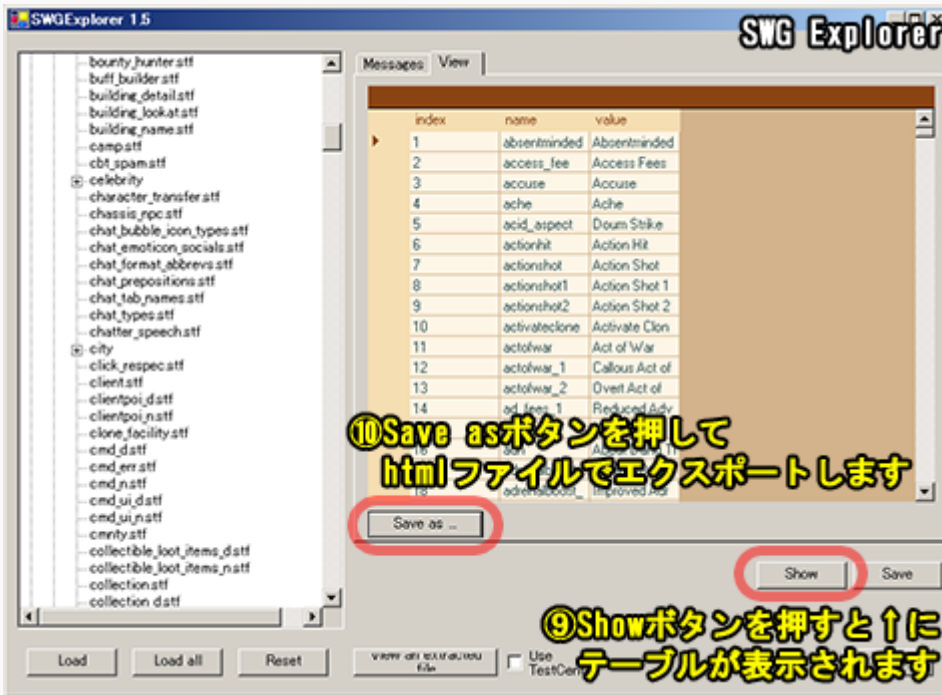 SWGExplorer 1.5
SWG Explorer
bounty_hunter.stf
buff_builder.stf
building_detail.stf
building_lookat.stf
building_name.stf
camp.stf
cbt_spam.stf
celebrity
character_transfer.stf
chassis_npc.stf
chat_bubble_icon_types.stf
chat_emoticon_socials.stf
chat_format_abbrevs.stf
chat_prepositions.stf
chat_tab_names.stf
chat_types.stf
chatter_speech.stf
city
click_respec.stf
client.stf
clientpoi_d.stf
clientpoi_n.stf
clone_facility.stf
cmd_d.stf
cmd_err.stf
cmd_n.stf
cmd_ui_d.stf
cmd_ui_n.stf
cmnty.stf
collectible_loot_items_d.stf
collectible_loot_items_n.stf
collection.stf
collection_d.stf
Load Load all Reset
Messages View
index name value
1 absentminded Absentminded
2 access_fee Access Fees
3 accuse Accuse
4 ache Ache
5 acid_aspect Doum Strike
6 actionhit Action Hit
7 actionshot Action Shot
8 actionshot1 Action Shot 1
9 actionshot2 Action Shot 2
10 activateclone Activate Clon
11 actofwar Act of War
12 actofwar_1 Callous Act of
13 actofwar_2 Overt Act of
14 ad_fees_1 Reduced Adv
⑩Save asボタンを押して
htmlファイルでエクスポートします
18 Improved Adr
Save as ...
Show Save
⑨Showボタンを押すと↑に
テーブルが表示されます
View an extracted file
Use